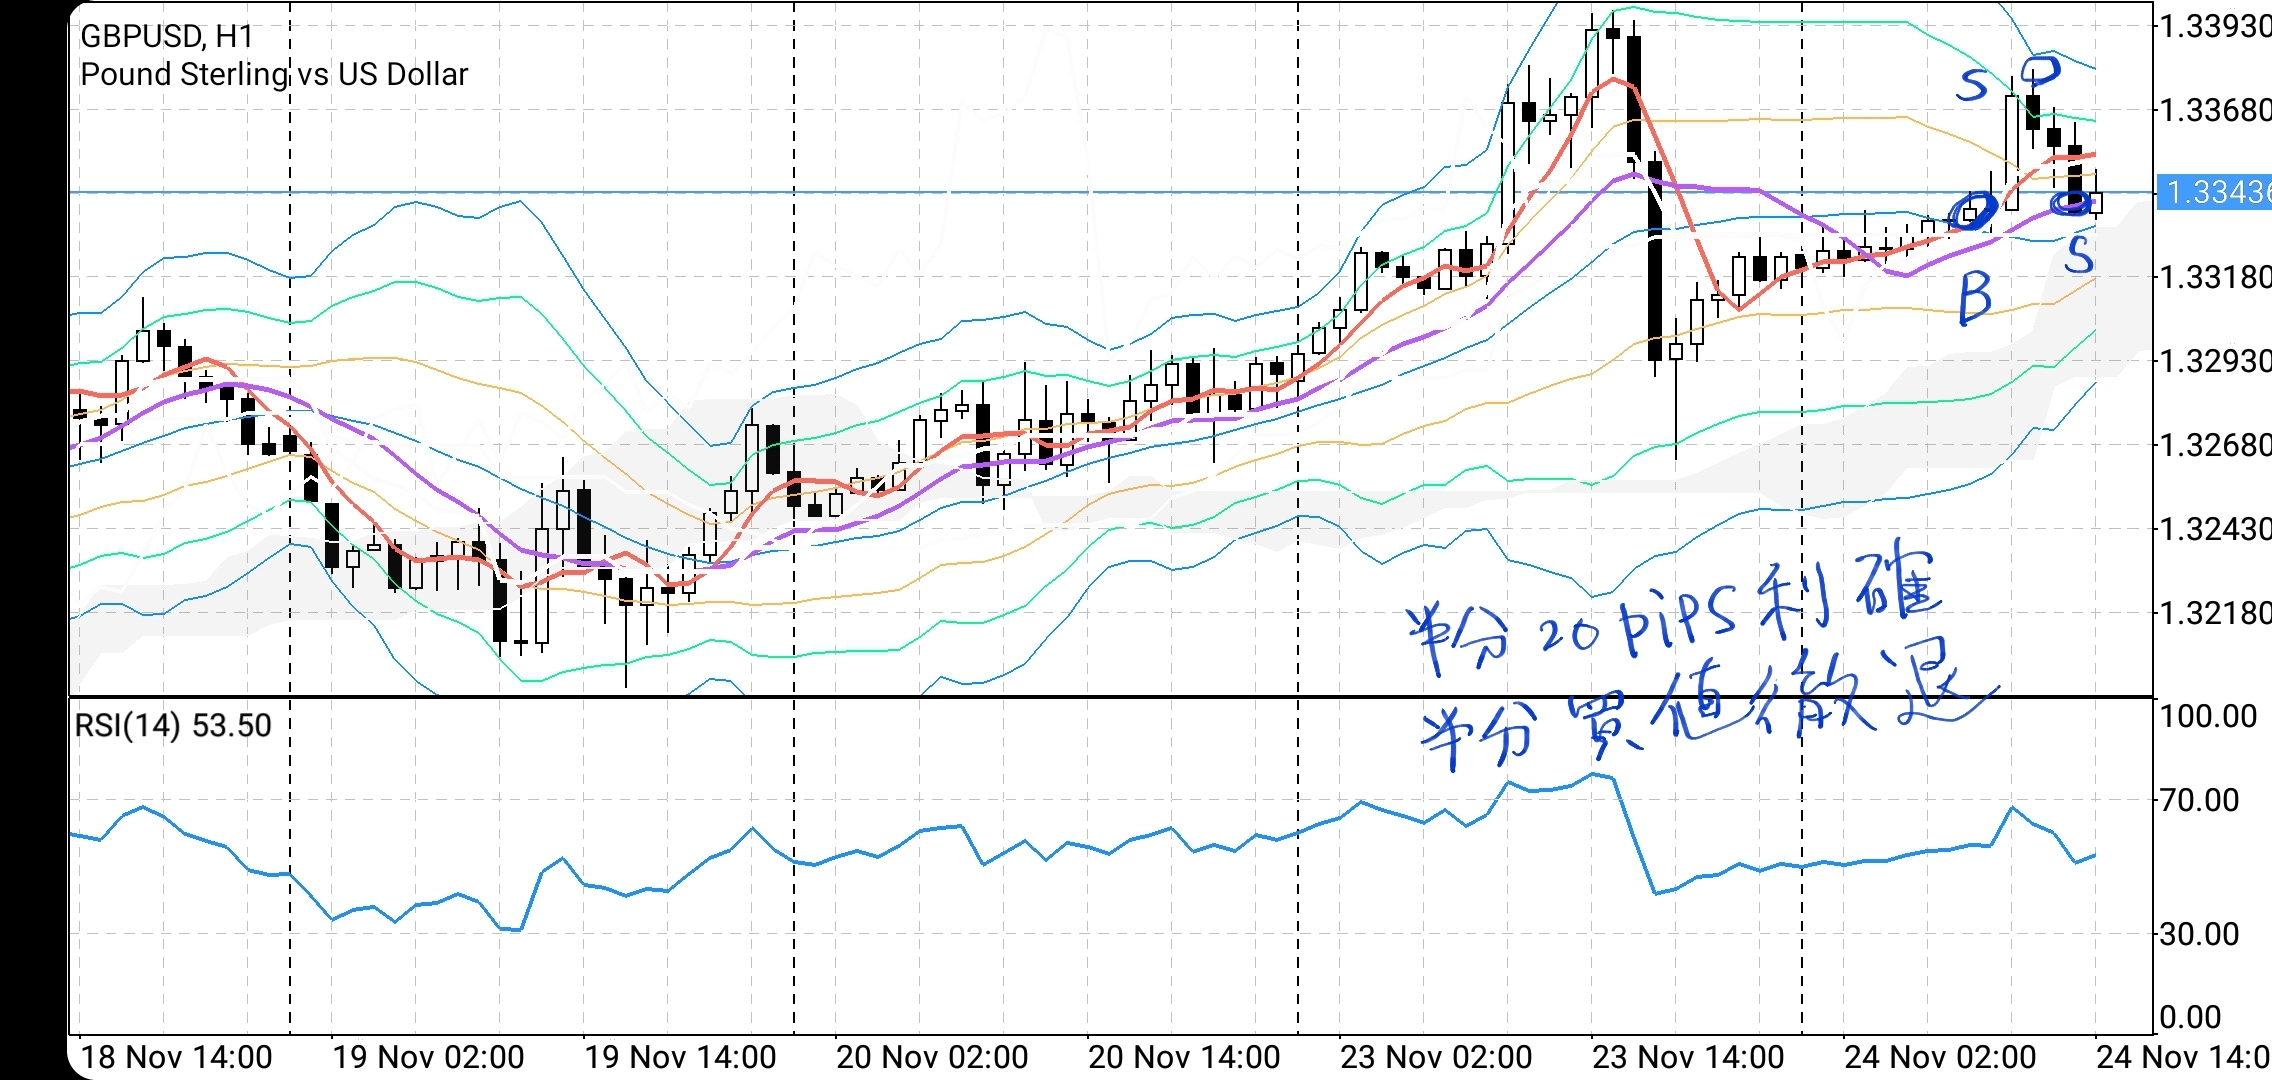 GBPUSD, H1
Pound Sterling vs US Dollar
1.33930
S
1.33680
1.33436
S
1.33180
B
1.32930
1.32680
1.32430
1.32180
半分 20 pips 利確
半分 買値撤退
RSI(14) 53.50
100.00
70.00
30.00
0.00
18 Nov 14:00 19 Nov 02:00 19 Nov 14:00 20 Nov 02:00 20 Nov 14:00 23 Nov 02:00 23 Nov 14:00 24 Nov 02:00 24 Nov 14:0